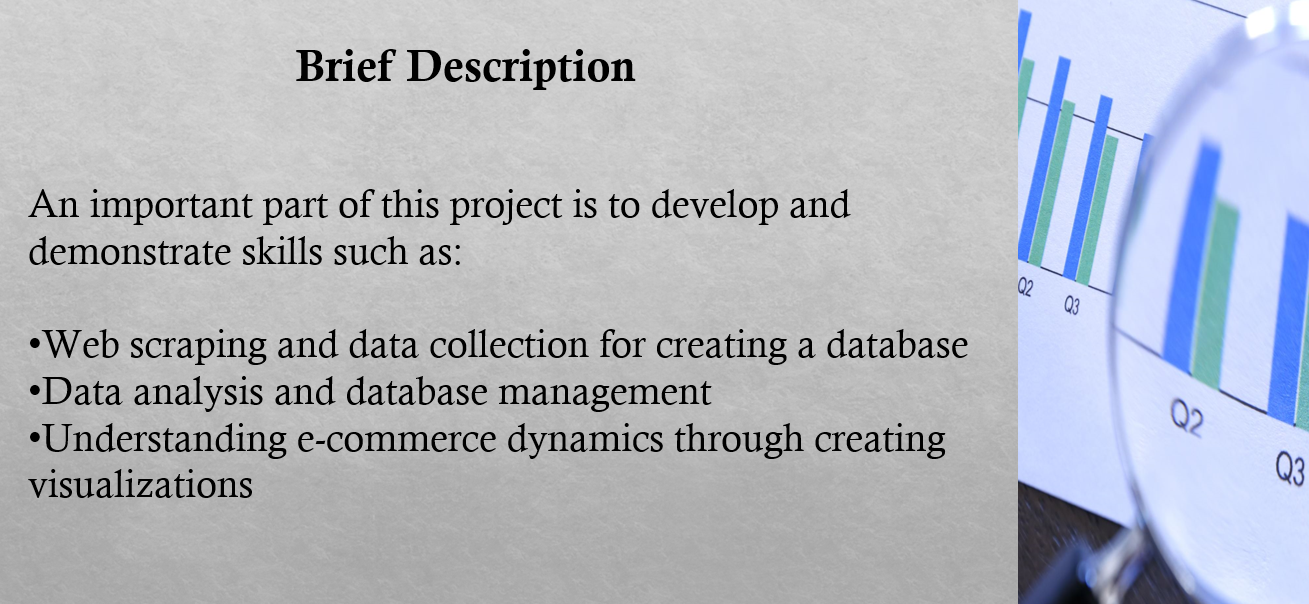 Brief Description
An important part of this project is to develop and
demonstrate skills such as:
•Web scraping and data collection for creating a database
•Data analysis and database management
•Understanding e-commerce dynamics through creating
visualizations
Q2
Q3
Q2
Q3